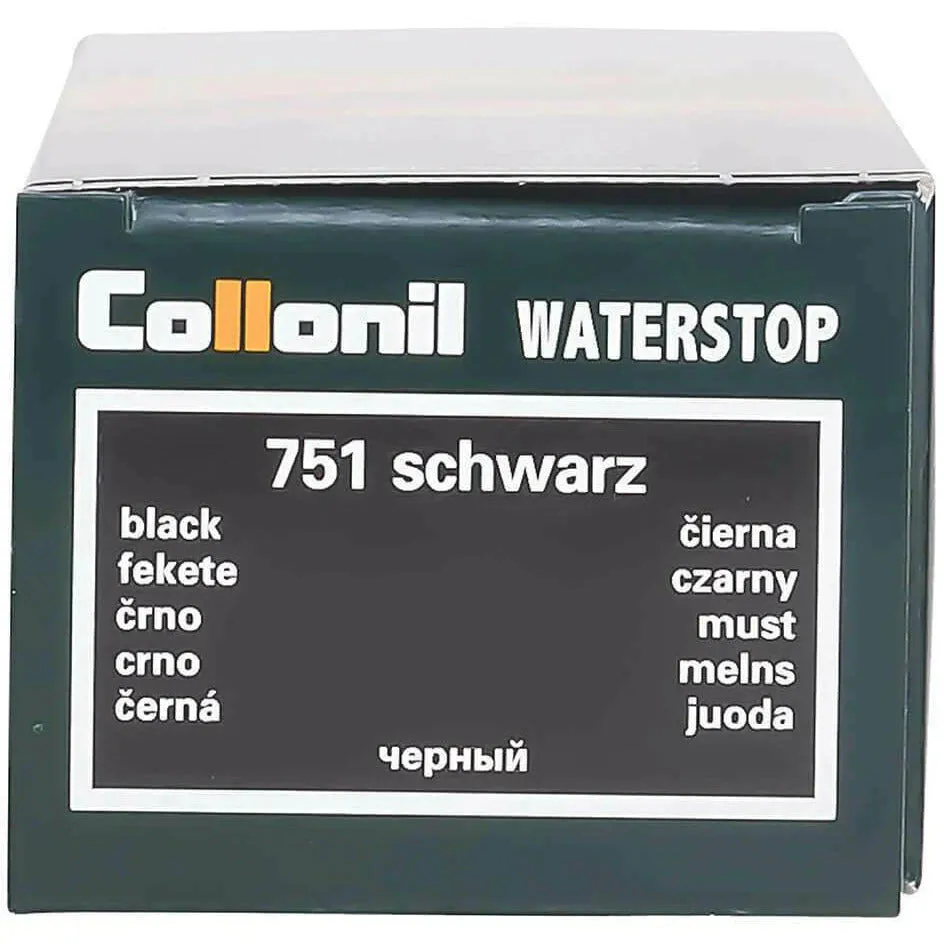 Collonil WATERSTOP
751 schwarz
black
fekete
črno
crno
černá
čierna
czarny
must
melns
juoda
черный